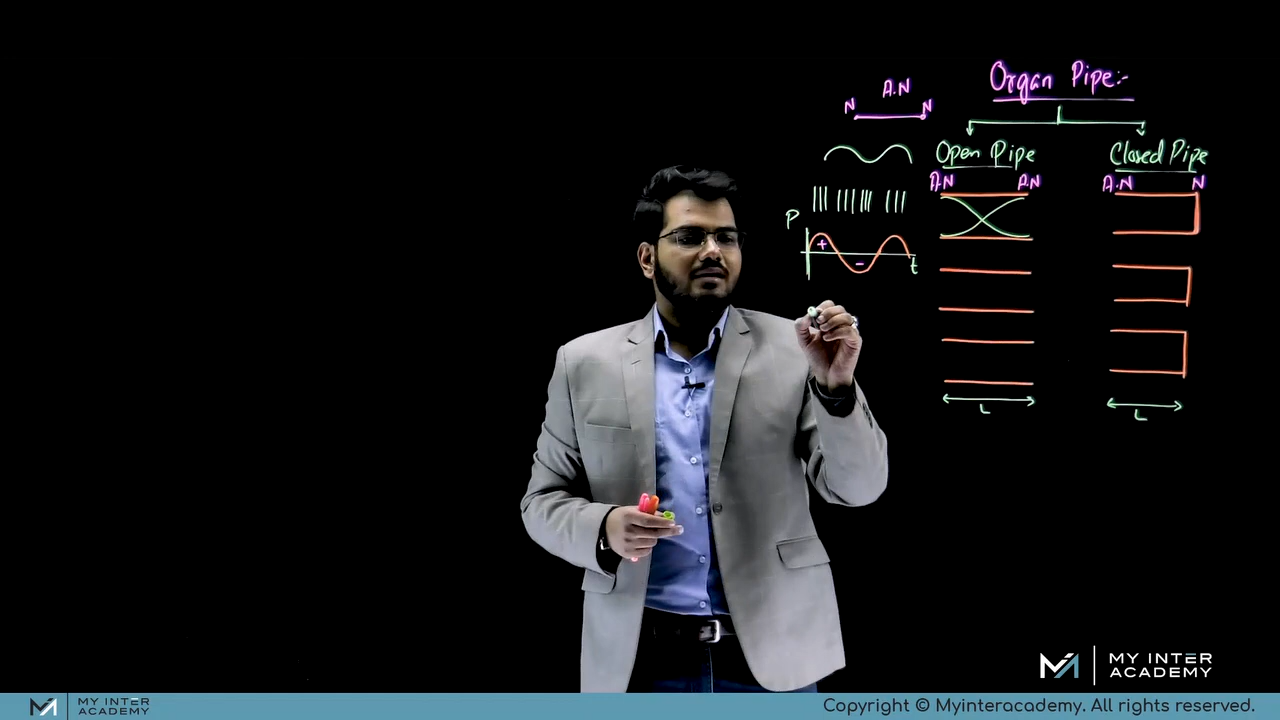 Organ Pipe:-
A.N
N N
Open Pipe Closed Pipe
A.N A.N A.N N
P
+
-
t
L L
MY INTER
ACADEMY
MY INTER
ACADEMY
Copyright © Myinteracademy. All rights reserved.